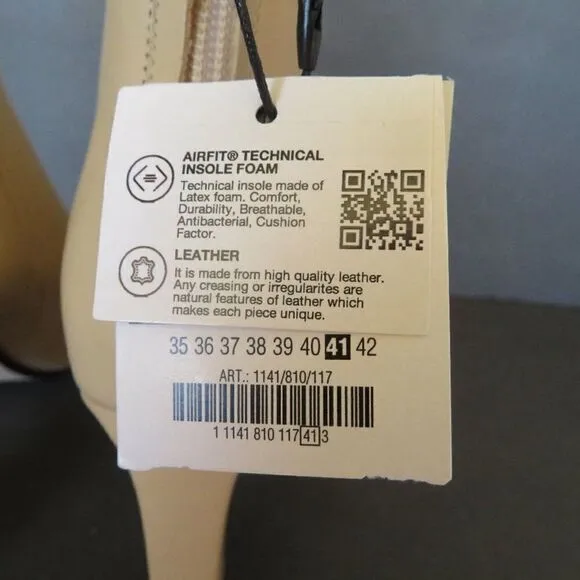 AIRFIT® TECHNICAL
INSOLE FOAM
Technical insole made of
Latex foam. Comfort,
Durability, Breathable,
Antibacterial, Cushion
Factor.
LEATHER
It is made from high quality leather.
Any creasing or irregularites are
natural features of leather which
makes each piece unique.
35 36 37 38 39 40 41 42
ART.: 1141/810/117
1 1141 810 117 41 3